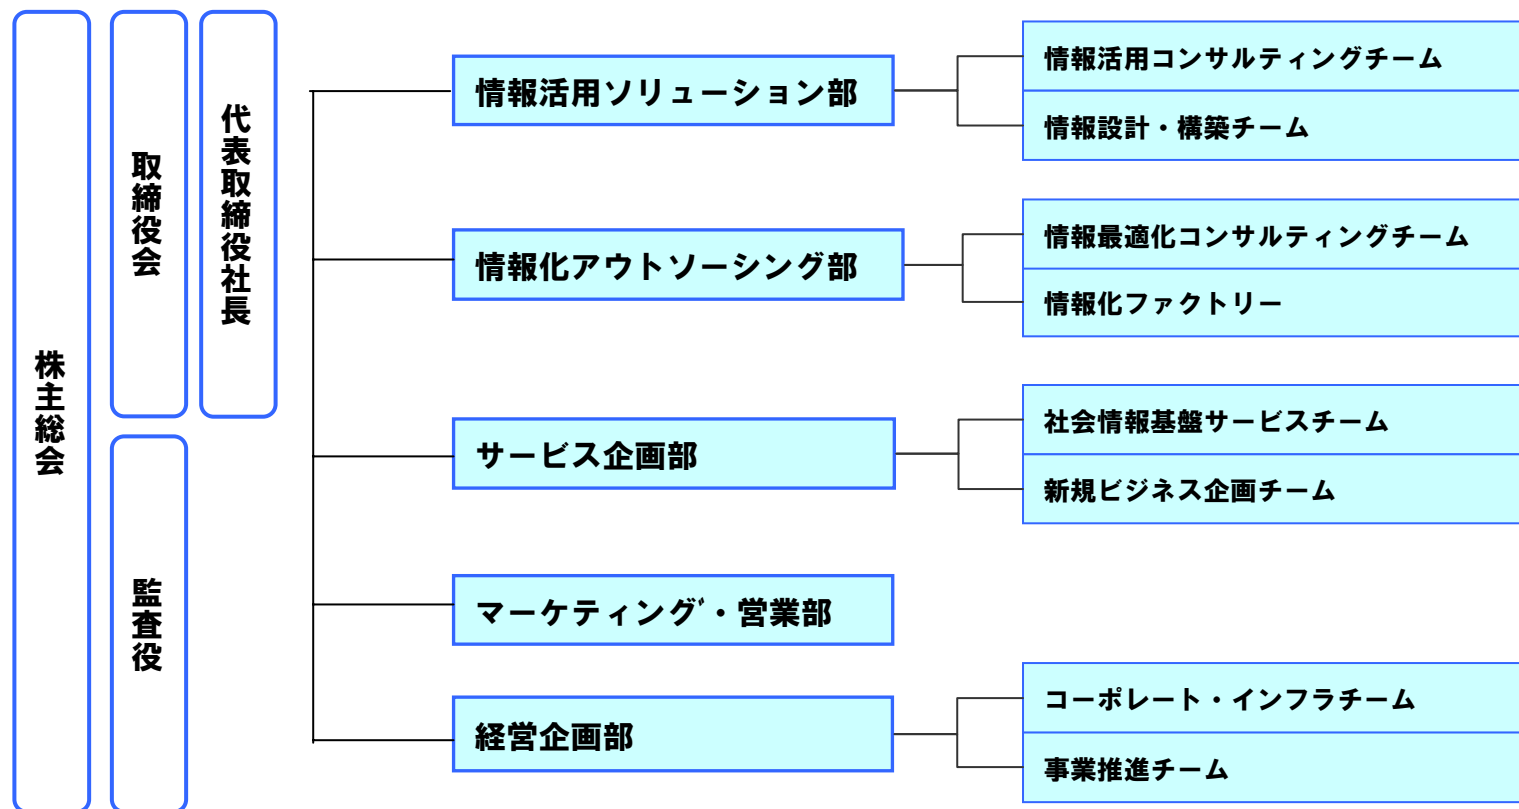 株主総会
取締役会
監査役
代表取締役社長
情報活用ソリューション部
情報活用コンサルティングチーム
情報設計・構築チーム
情報化アウトソーシング部
情報最適化コンサルティングチーム
情報化ファクトリー
サービス企画部
社会情報基盤サービスチーム
新規ビジネス企画チーム
マーケティングﾞ・営業部
経営企画部
コーポレート・インフラチーム
事業推進チーム